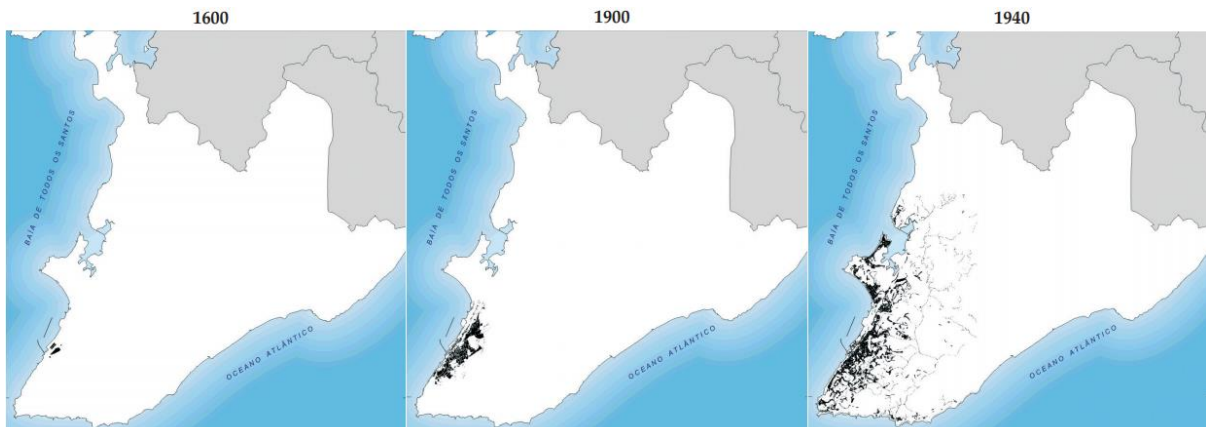 1600
1900
1940
BAÍA DE TODOS OS SANTOS
OCEANO ATLÂNTICO
BAÍA DE TODOS OS SANTOS
OCEANO ATLÂNTICO
BAÍA DE TODOS OS SANTOS
OCEANO ATLÂNTICO